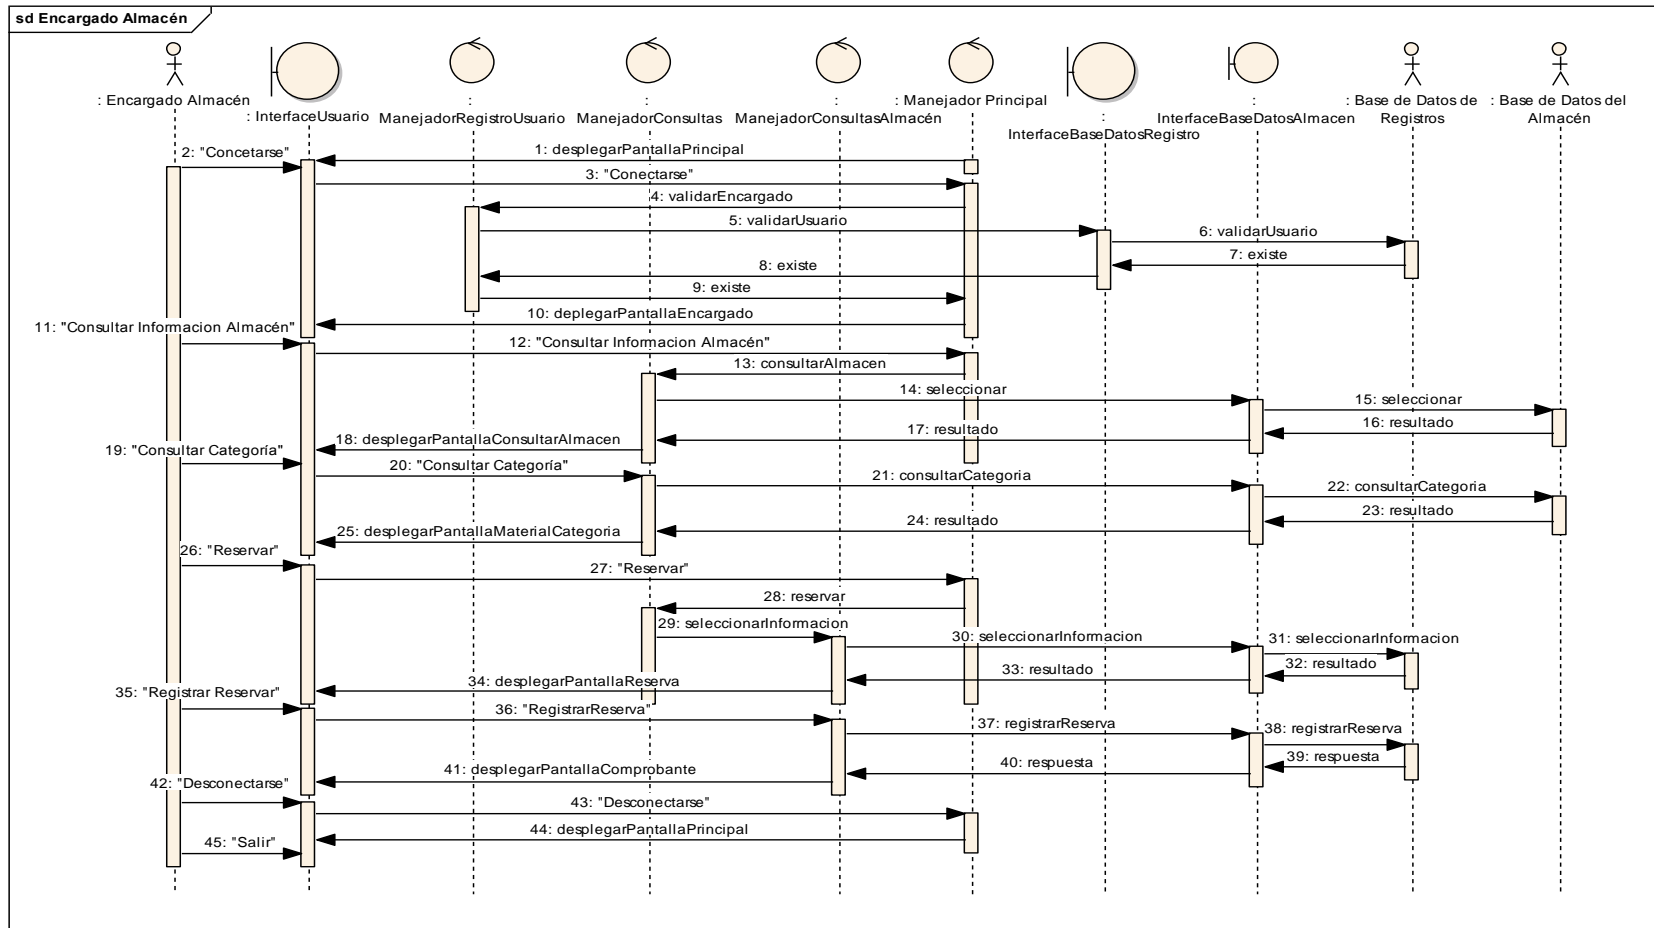 sd Encargado Almacén
: Encargado Almacén
: InterfaceUsuario
:
ManejadorRegistroUsuario
:
ManejadorConsultas
:
ManejadorConsultasAlmacén
: Manejador Principal
:
InterfaceBaseDatosRegistro
:
InterfaceBaseDatosAlmacen
: Base de Datos de
Registros
: Base de Datos del
Almacén
1: desplegarPantallaPrincipal
2: "Concetarse"
3: "Conectarse"
4: validarEncargado
5: validarUsuario
6: validarUsuario
7: existe
8: existe
9: existe
10: deplegarPantallaEncargado
11: "Consultar Informacion Almacén"
12: "Consultar Informacion Almacén"
13: consultarAlmacen
14: seleccionar
15: seleccionar
16: resultado
17: resultado
18: desplegarPantallaConsultarAlmacen
19: "Consultar Categoría"
20: "Consultar Categoría"
21: consultarCategoria
22: consultarCategoria
23: resultado
24: resultado
25: desplegarPantallaMaterialCategoria
26: "Reservar"
27: "Reservar"
28: reservar
29: seleccionarInformacion
30: seleccionarInformacion
31: seleccionarInformacion
32: resultado
33: resultado
34: desplegarPantallaReserva
35: "Registrar Reservar"
36: "RegistrarReserva"
37: registrarReserva
38: registrarReserva
39: respuesta
40: respuesta
41: desplegarPantallaComprobante
42: "Desconectarse"
43: "Desconectarse"
44: desplegarPantallaPrincipal
45: "Salir"